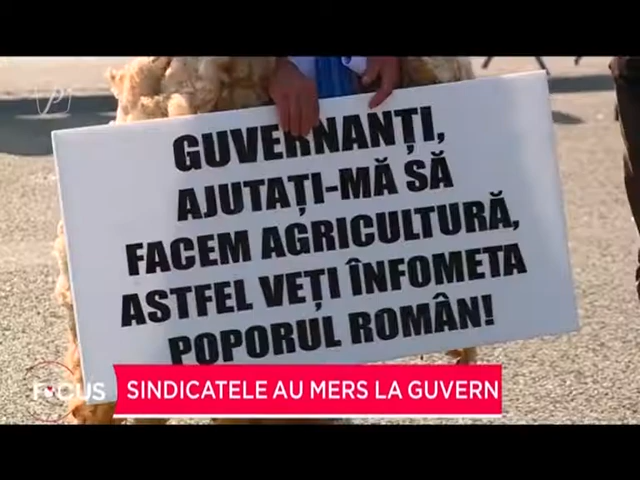 GUVERNANȚI,
AJUTAȚI-MĂ SĂ
FACEM AGRICULTURĂ,
ASTFEL VEȚI ÎNFOMETA
POPORUL ROMÂN!
FOCUS
SINDICATELE AU MERS LA GUVERN